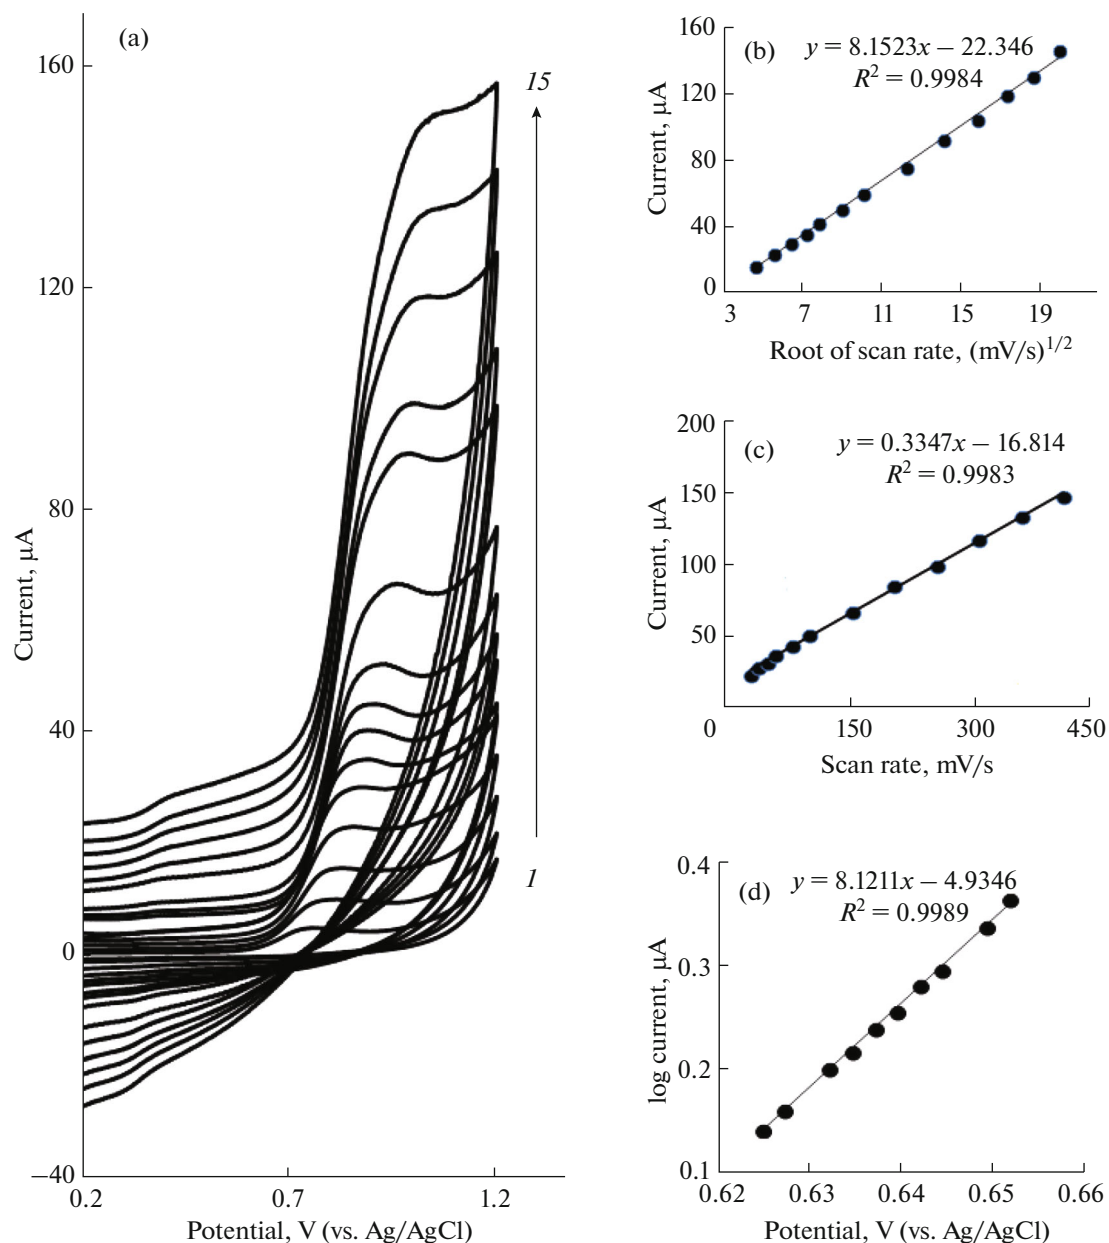 (a)
160
120
80
40
0
−40
0.2 0.7 1.2
Current, μA
Potential, V (vs. Ag/AgCl)
15
1
(b)
y = 8.1523x − 22.346
R² = 0.9984
160
120
80
40
0
3 7 11 15 19
Current, μA
Root of scan rate, (mV/s)^1/2
(c)
y = 0.3347x − 16.814
R² = 0.9983
200
150
100
50
0 150 300 450
Current, μA
Scan rate, mV/s
(d)
y = 8.1211x − 4.9346
R² = 0.9989
0.4
0.3
0.2
0.1
0.62 0.63 0.64 0.65 0.66
log current, μA
Potential, V (vs. Ag/AgCl)